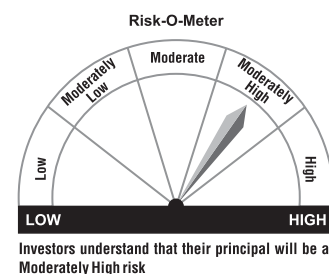 Risk-O-Meter
Moderate
Moderately
Low
Moderately
High
Low
High
LOW HIGH
Investors understand that their principal will be a
Moderately High risk